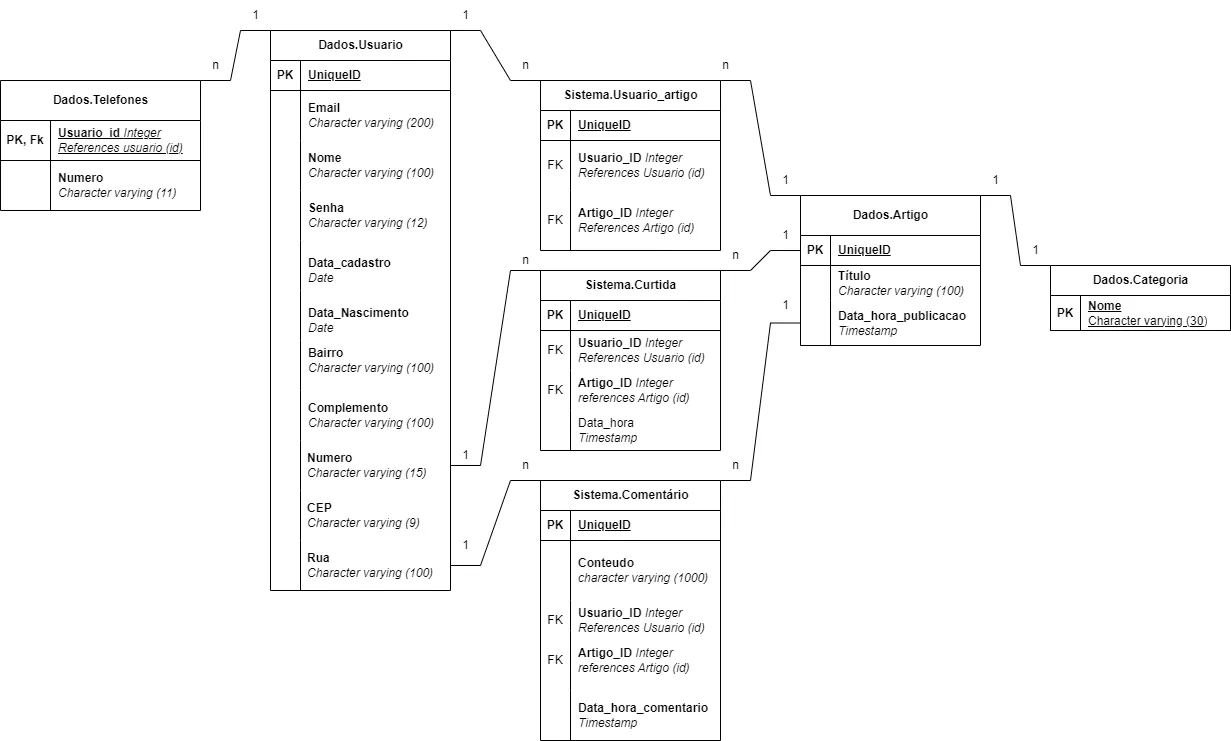 1
1
Dados.Usuario
PK UniqueID
Email
Character varying (200)
Nome
Character varying (100)
Senha
Character varying (12)
Data_cadastro
Date
Data_Nascimento
Date
Bairro
Character varying (100)
Complemento
Character varying (100)
Numero
Character varying (15)
CEP
Character varying (9)
Rua
Character varying (100)
n
Dados.Telefones
PK, Fk
Usuario_id Integer
References usuario (id)
Numero
Character varying (11)
n
n
Sistema.Usuario_artigo
PK UniqueID
FK
Usuario_ID Integer
References Usuario (id)
FK
Artigo_ID Integer
References Artigo (id)
n
n
Sistema.Curtida
PK UniqueID
FK
Usuario_ID Integer
References Usuario (id)
FK
Artigo_ID Integer
references Artigo (id)
Data_hora
Timestamp
1
n
n
1
Sistema.Comentário
PK UniqueID
Conteudo
character varying (1000)
FK
Usuario_ID Integer
References Usuario (id)
FK
Artigo_ID Integer
references Artigo (id)
Data_hora_comentario
Timestamp
1
1
1
1
Dados.Artigo
PK UniqueID
Título
Character varying (100)
Data_hora_publicacao
Timestamp
1
Dados.Categoria
PK
Nome
Character varying (30)